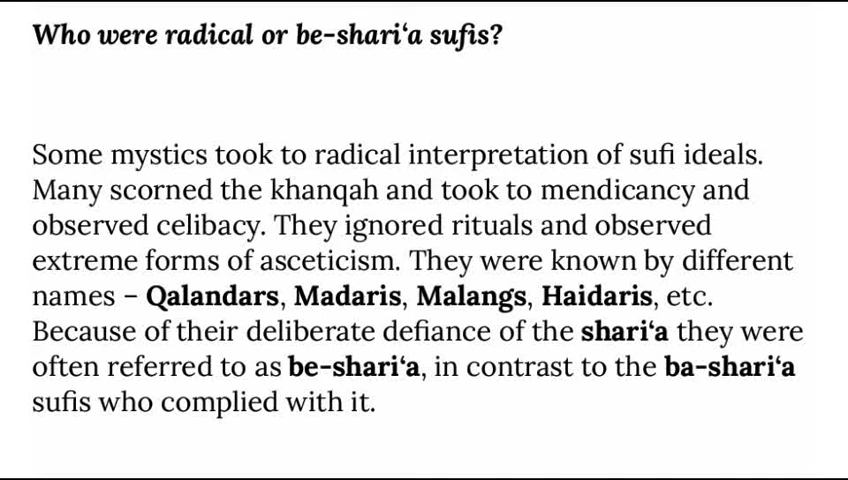 Who were radical or be-shari‘a sufis?
Some mystics took to radical interpretation of sufi ideals.
Many scorned the khanqah and took to mendicancy and
observed celibacy. They ignored rituals and observed
extreme forms of asceticism. They were known by different
names – Qalandars, Madaris, Malangs, Haidaris, etc.
Because of their deliberate defiance of the shari‘a they were
often referred to as be-shari‘a, in contrast to the ba-shari‘a
sufis who complied with it.